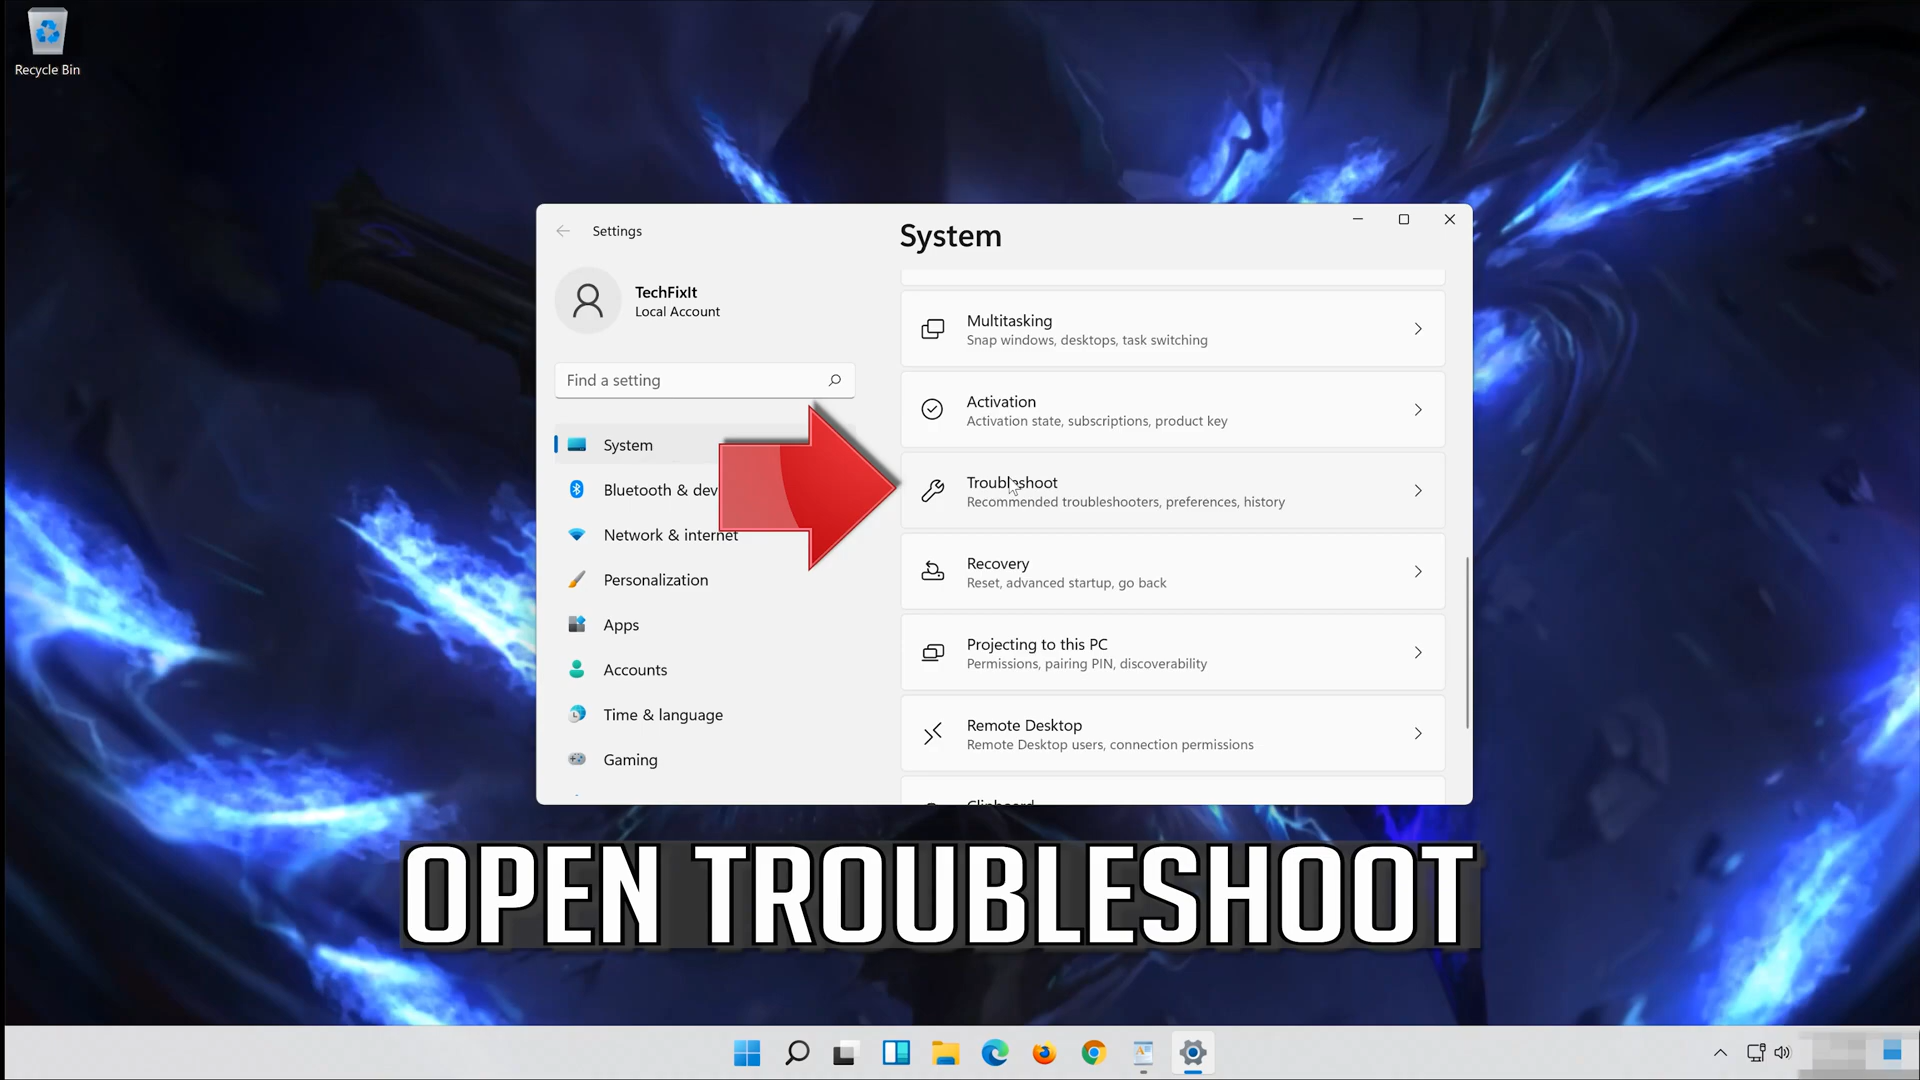 Recycle Bin
Settings
TechFixIt
Local Account
Find a setting
System
Bluetooth & dev
Network & internet
Personalization
Apps
Accounts
Time & language
Gaming
System
Multitasking
Snap windows, desktops, task switching
Activation
Activation state, subscriptions, product key
Troubleshoot
Recommended troubleshooters, preferences, history
Recovery
Reset, advanced startup, go back
Projecting to this PC
Permissions, pairing PIN, discoverability
Remote Desktop
Remote Desktop users, connection permissions
Clipboard
OPEN TROUBLESHOOT